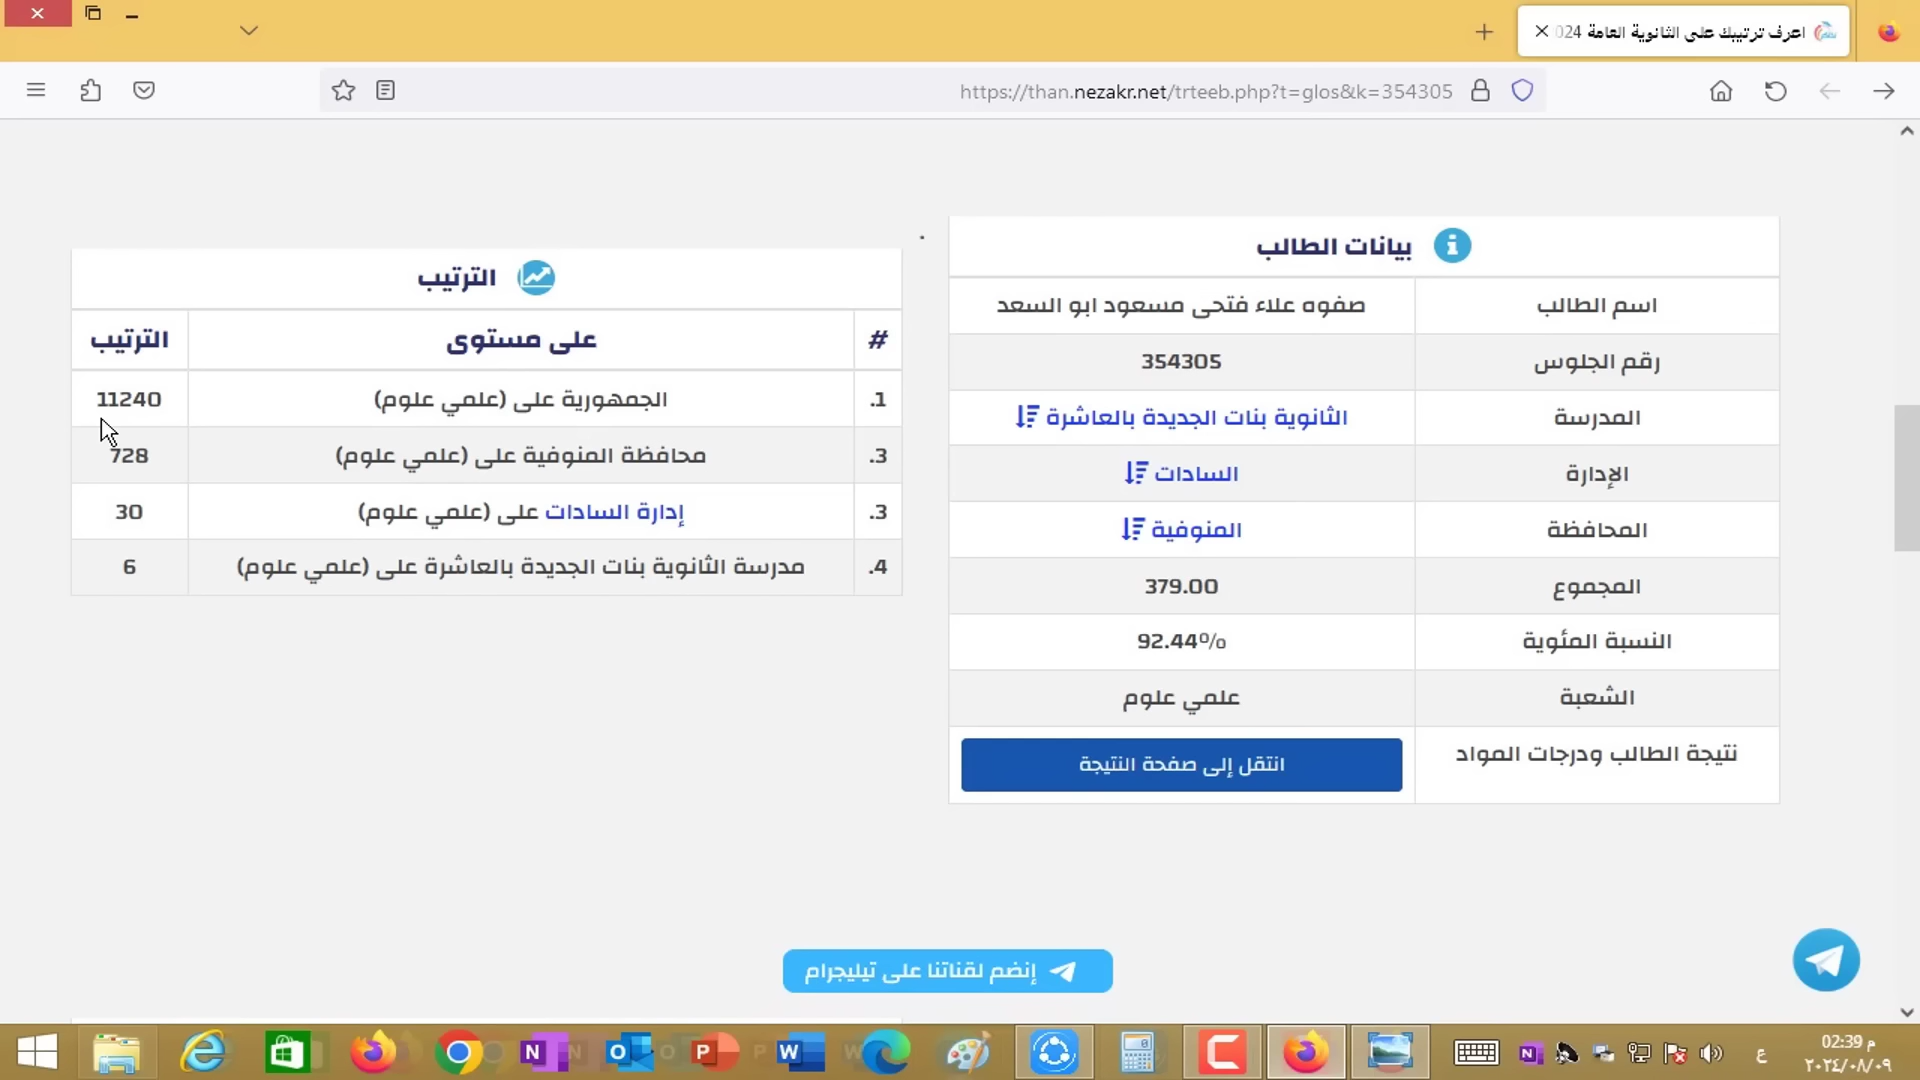 اعرف ترتيبك على الثانوية العامة 024
https://than.nezakr.net/trteeb.php?t=glos&k=354305
بيانات الطالب
اسم الطالب صفوه علاء فتحى مسعود ابو السعد
رقم الجلوس 354305
المدرسة الثانوية بنات الجديدة بالعاشرة
الإدارة السادات
المحافظة المنوفية
المجموع 379.00
النسبة المئوية 92.44%
الشعبة علمي علوم
نتيجة الطالب ودرجات المواد انتقل إلى صفحة النتيجة
الترتيب
# على مستوى الترتيب
1. الجمهورية على (علمي علوم) 11240
3. محافظة المنوفية على (علمي علوم) 728
3. إدارة السادات على (علمي علوم) 30
4. مدرسة الثانوية بنات الجديدة بالعاشرة على (علمي علوم) 6
إنضم لقناتنا على تيليجرام
ع
02:39 م
٢٠٢٤/٠٨/٠٩